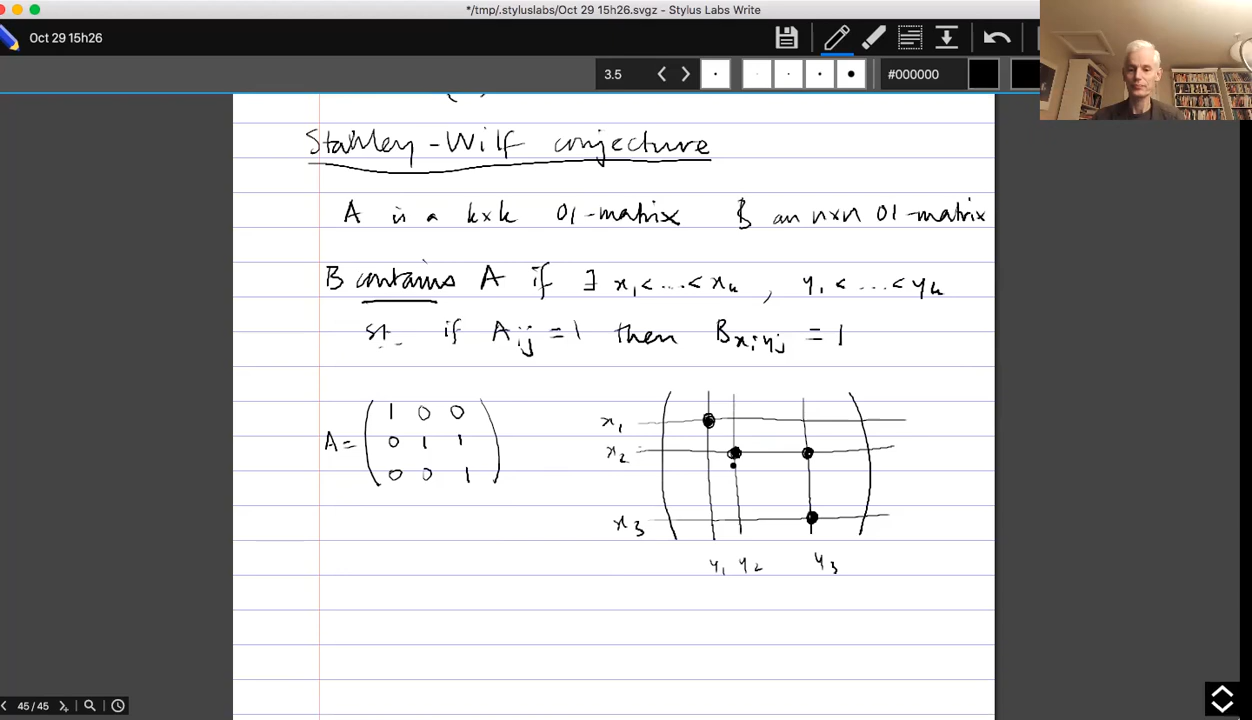 */tmp/.styluslabs/Oct 29 15h26.svgz - Stylus Labs Write
Oct 29 15h26
3.5 #000000
Stanley-Wilf conjecture
A is a k×k 01-matrix B an n×n 01-matrix
B contains A if ∃ x₁<...<xₖ , y₁<...<yₖ
st. if Aᵢⱼ = 1 then B_{xᵢyⱼ} = 1
A = ( 1 0 0
0 1 1
0 0 1 )
x₁
x₂
x₃
y₁ y₂ y₃
45/45